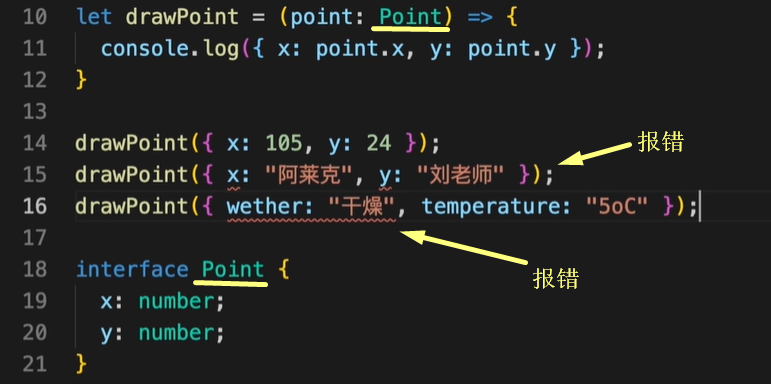 10 let drawPoint = (point: Point) => {
11 console.log({ x: point.x, y: point.y });
12 }
13
14 drawPoint({ x: 105, y: 24 });
报错
15 drawPoint({ x: "阿莱克", y: "刘老师" });
16 drawPoint({ wether: "干燥", temperature: "5oC" });
17
18 interface Point {
报错
19 x: number;
20 y: number;
21 }